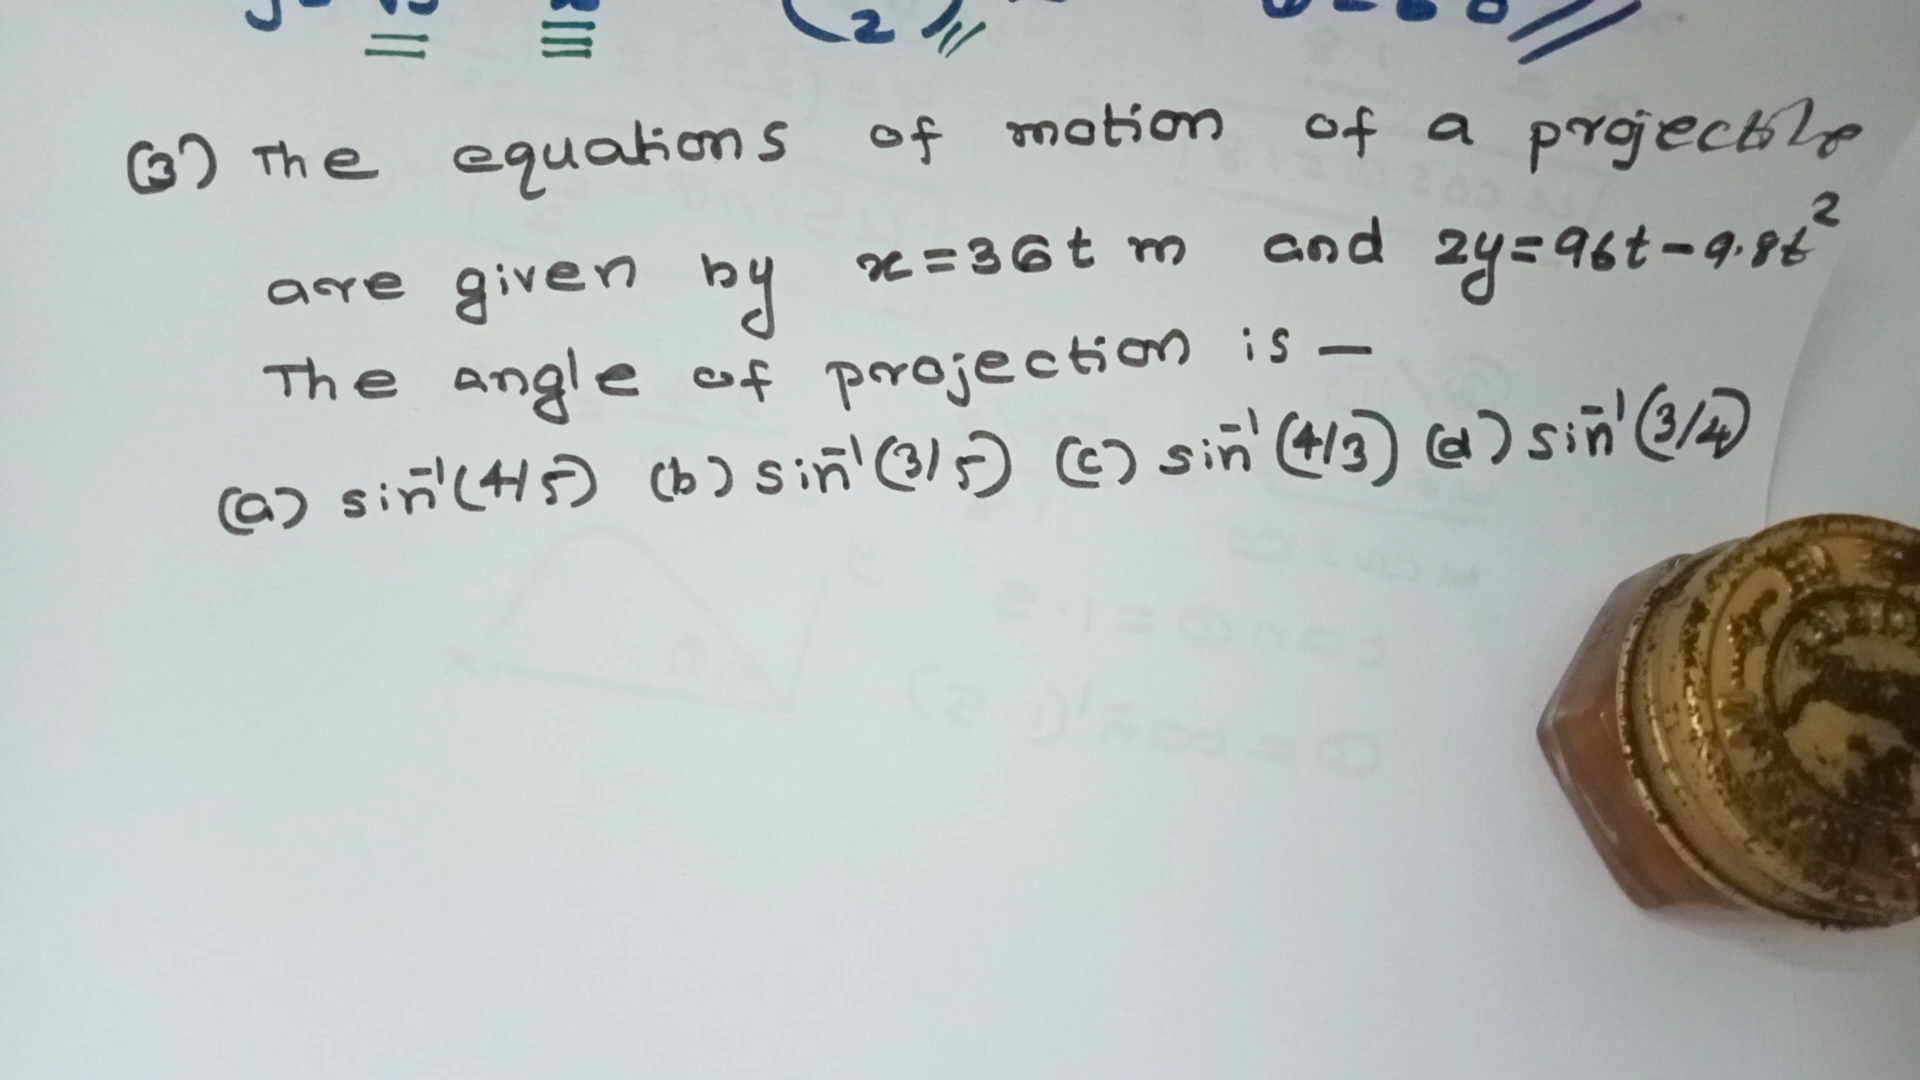 (3) The equations of motion of a projectile
are given by x=36t m and 2y=96t-9.8t²
The angle of projection is —
(a) sin⁻¹(4/5) (b) sin⁻¹(3/5) (c) sin⁻¹(4/3) (d) sin⁻¹(3/4)